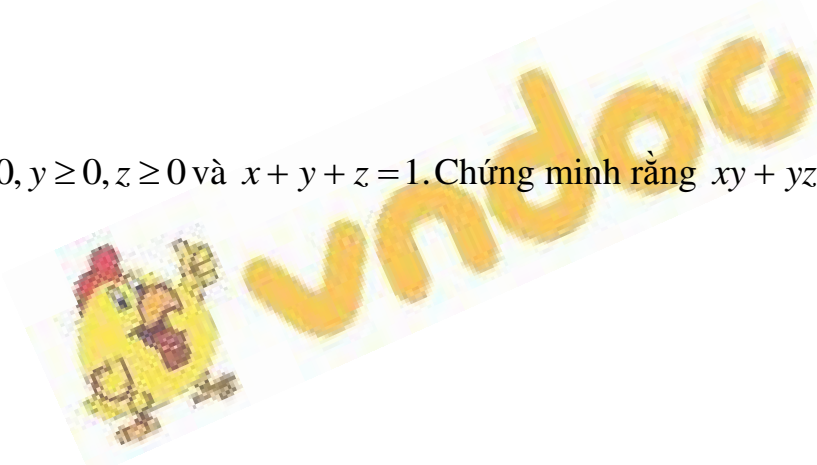 0, y ≥ 0, z ≥ 0 và x + y + z = 1. Chứng minh rằng xy + yz
vndoc